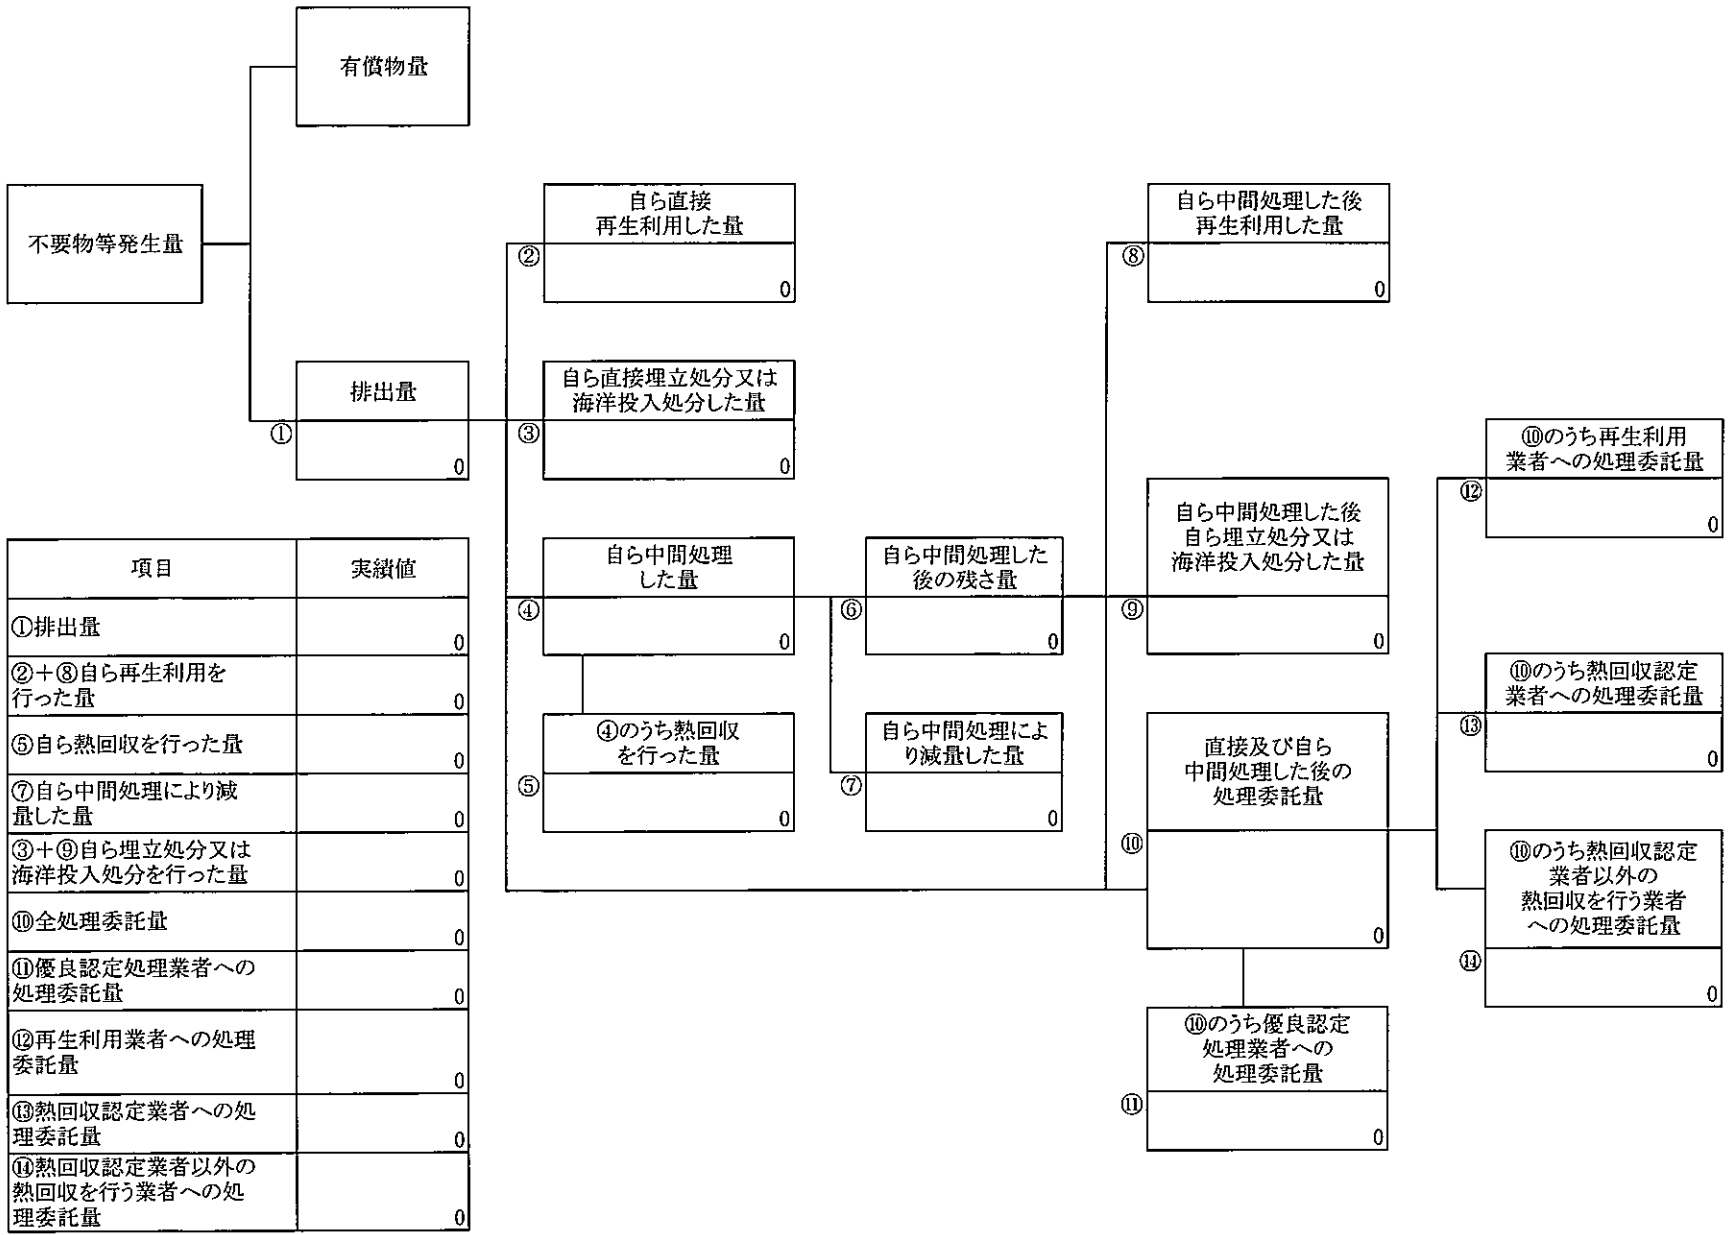 有償物量
不要物等発生量
排出量
①
0
自ら直接
再生利用した量
②
0
自ら直接埋立処分又は
海洋投入処分した量
③
0
自ら中間処理
した量
④
0
④のうち熱回収
を行った量
⑤
0
自ら中間処理した
後の残さ量
⑥
0
自ら中間処理によ
り減量した量
⑦
0
自ら中間処理した後
再生利用した量
⑧
0
自ら中間処理した後
自ら埋立処分又は
海洋投入処分した量
⑨
0
直接及び自ら
中間処理した後の
処理委託量
⑩
0
⑩のうち優良認定
処理業者への
処理委託量
⑪
0
⑩のうち再生利用
業者への処理委託量
⑫
0
⑩のうち熱回収認定
業者への処理委託量
⑬
0
⑩のうち熱回収認定
業者以外の
熱回収を行う業者
への処理委託量
⑭
0
項目 実績値
①排出量
0
②+⑧自ら再生利用を
行った量 0
⑤自ら熱回収を行った量
0
⑦自ら中間処理により減
量した量 0
③+⑨自ら埋立処分又は
海洋投入処分を行った量 0
⑩全処理委託量
0
⑪優良認定処理業者への
処理委託量 0
⑫再生利用業者への処理
委託量
0
⑬熱回収認定業者への処
理委託量 0
⑭熱回収認定業者以外の
熱回収を行う業者への処
理委託量 0